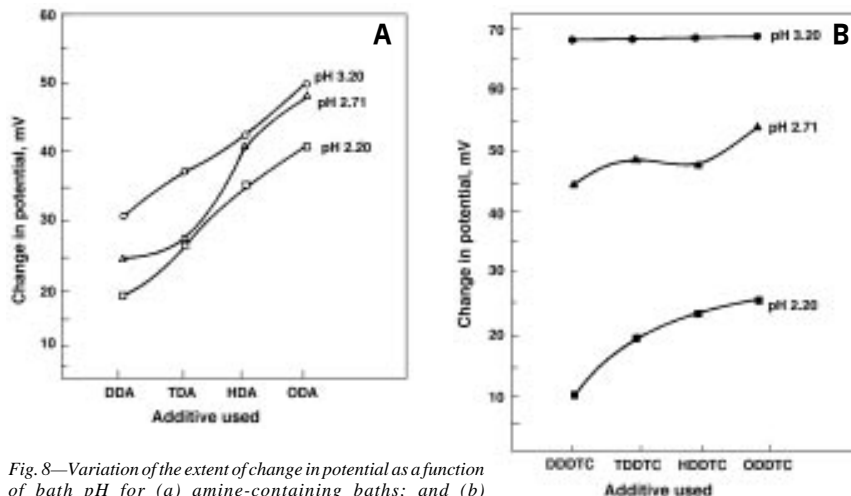 A
60
50
40
30
20
10
Change in potential, mV
pH 3.20
pH 2.71
pH 2.20
DDA TDA HDA ODA
Additive used
B
70
60
50
40
30
20
10
Change in potential, mV
pH 3.20
pH 2.71
pH 2.20
DDDTC TDDTC HDDTC ODDTC
Additive used
Fig. 8—Variation of the extent of change in potential as a function
of bath pH for (a) amine-containing baths; and (b)